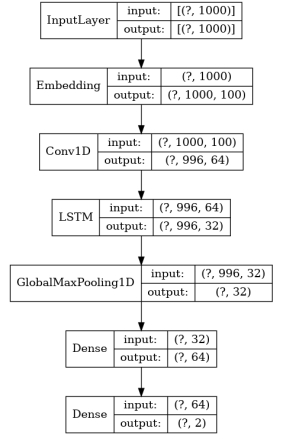 InputLayer input: [(?, 1000)]
output: [(?, 1000)]
Embedding input: (?, 1000)
output: (?, 1000, 100)
Conv1D input: (?, 1000, 100)
output: (?, 996, 64)
LSTM input: (?, 996, 64)
output: (?, 996, 32)
GlobalMaxPooling1D input: (?, 996, 32)
output: (?, 32)
Dense input: (?, 32)
output: (?, 64)
Dense input: (?, 64)
output: (?, 2)